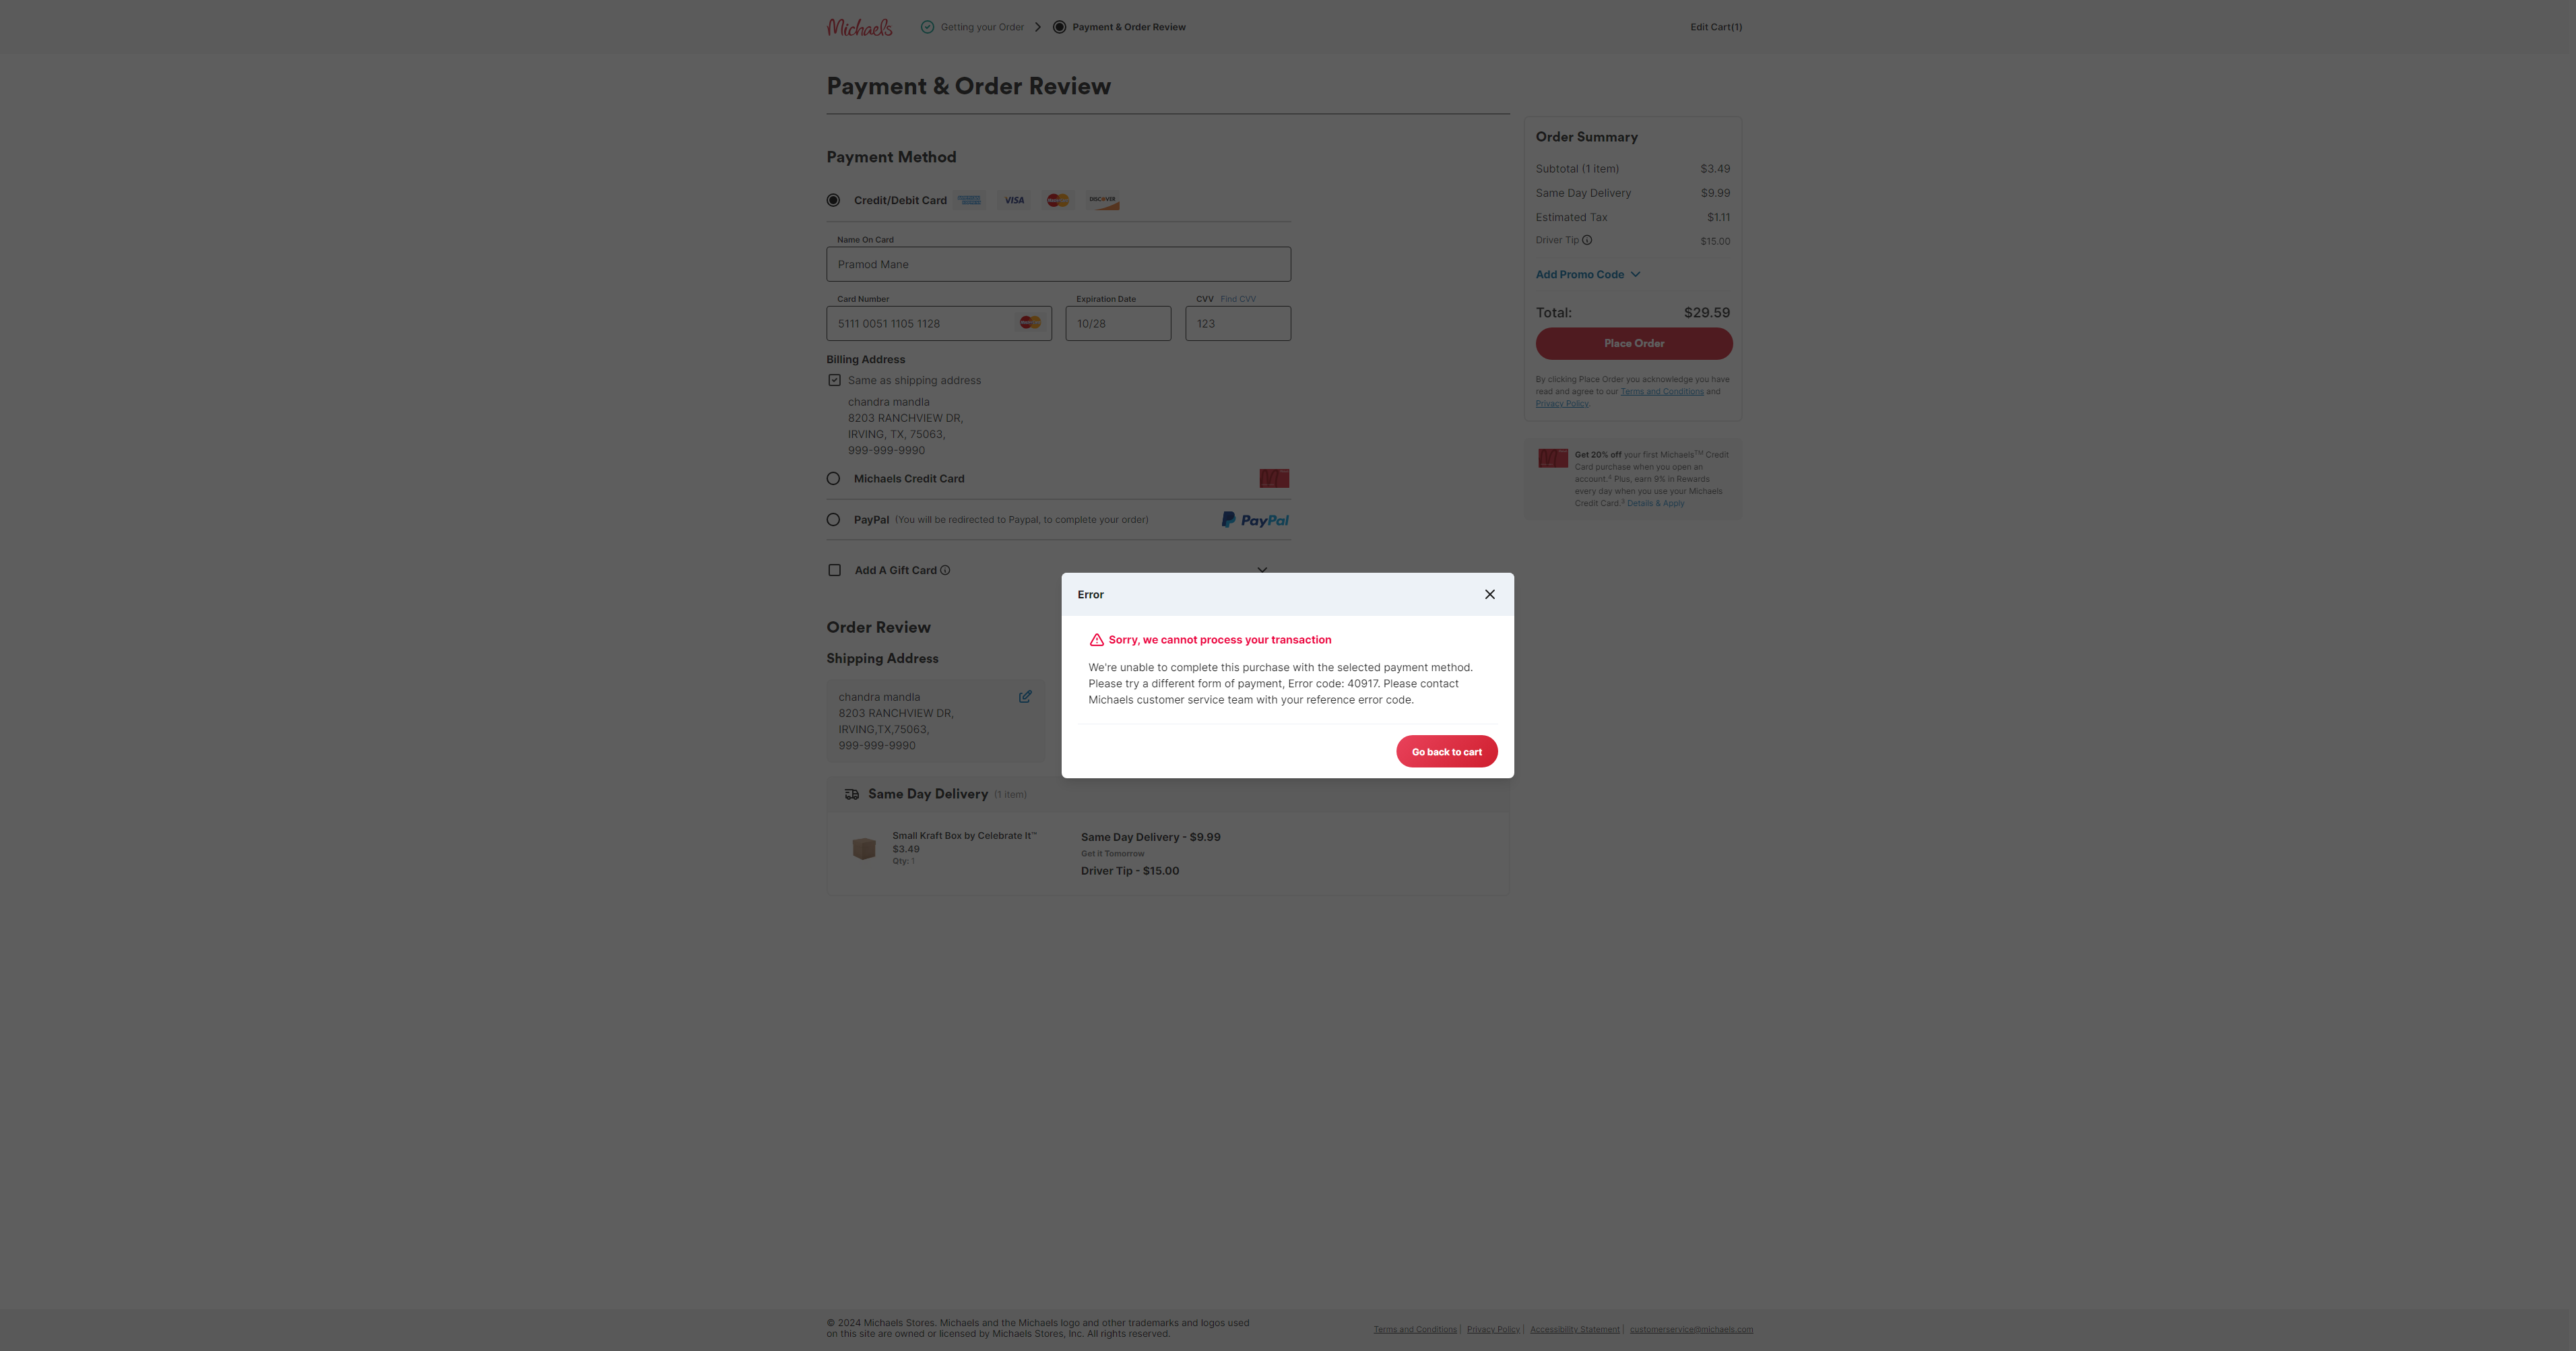 Michaels
Getting your Order
Payment & Order Review
Edit Cart(1)
Payment & Order Review
Payment Method
Credit/Debit Card
VISA
DISCOVER
Name On Card
Pramod Mane
Card Number
Expiration Date
CVV Find CVV
5111 0051 1105 1128
10/28
123
Billing Address
Same as shipping address
chandra mandla
8203 RANCHVIEW DR,
IRVING, TX, 75063,
999-999-9990
Michaels Credit Card
PayPal (You will be redirected to Paypal, to complete your order)
PayPal
Add A Gift Card
Order Review
Shipping Address
chandra mandla
8203 RANCHVIEW DR,
IRVING,TX,75063,
999-999-9990
Same Day Delivery (1 item)
Small Kraft Box by Celebrate It™
$3.49
Qty: 1
Same Day Delivery - $9.99
Get it Tomorrow
Driver Tip - $15.00
Order Summary
Subtotal (1 item) $3.49
Same Day Delivery $9.99
Estimated Tax $1.11
Driver Tip $15.00
Add Promo Code
Total: $29.59
Place Order
By clicking Place Order you acknowledge you have
read and agree to our Terms and Conditions and
Privacy Policy.
Get 20% off your first Michaels™ Credit
Card purchase when you open an
account.⁴ Plus, earn 9% in Rewards
every day when you use your Michaels
Credit Card.³ Details & Apply
Error
Sorry, we cannot process your transaction
We're unable to complete this purchase with the selected payment method.
Please try a different form of payment, Error code: 40917. Please contact
Michaels customer service team with your reference error code.
Go back to cart
© 2024 Michaels Stores. Michaels and the Michaels logo and other trademarks and logos used
on this site are owned or licensed by Michaels Stores, Inc. All rights reserved.
Terms and Conditions | Privacy Policy | Accessibility Statement | customerservice@michaels.com